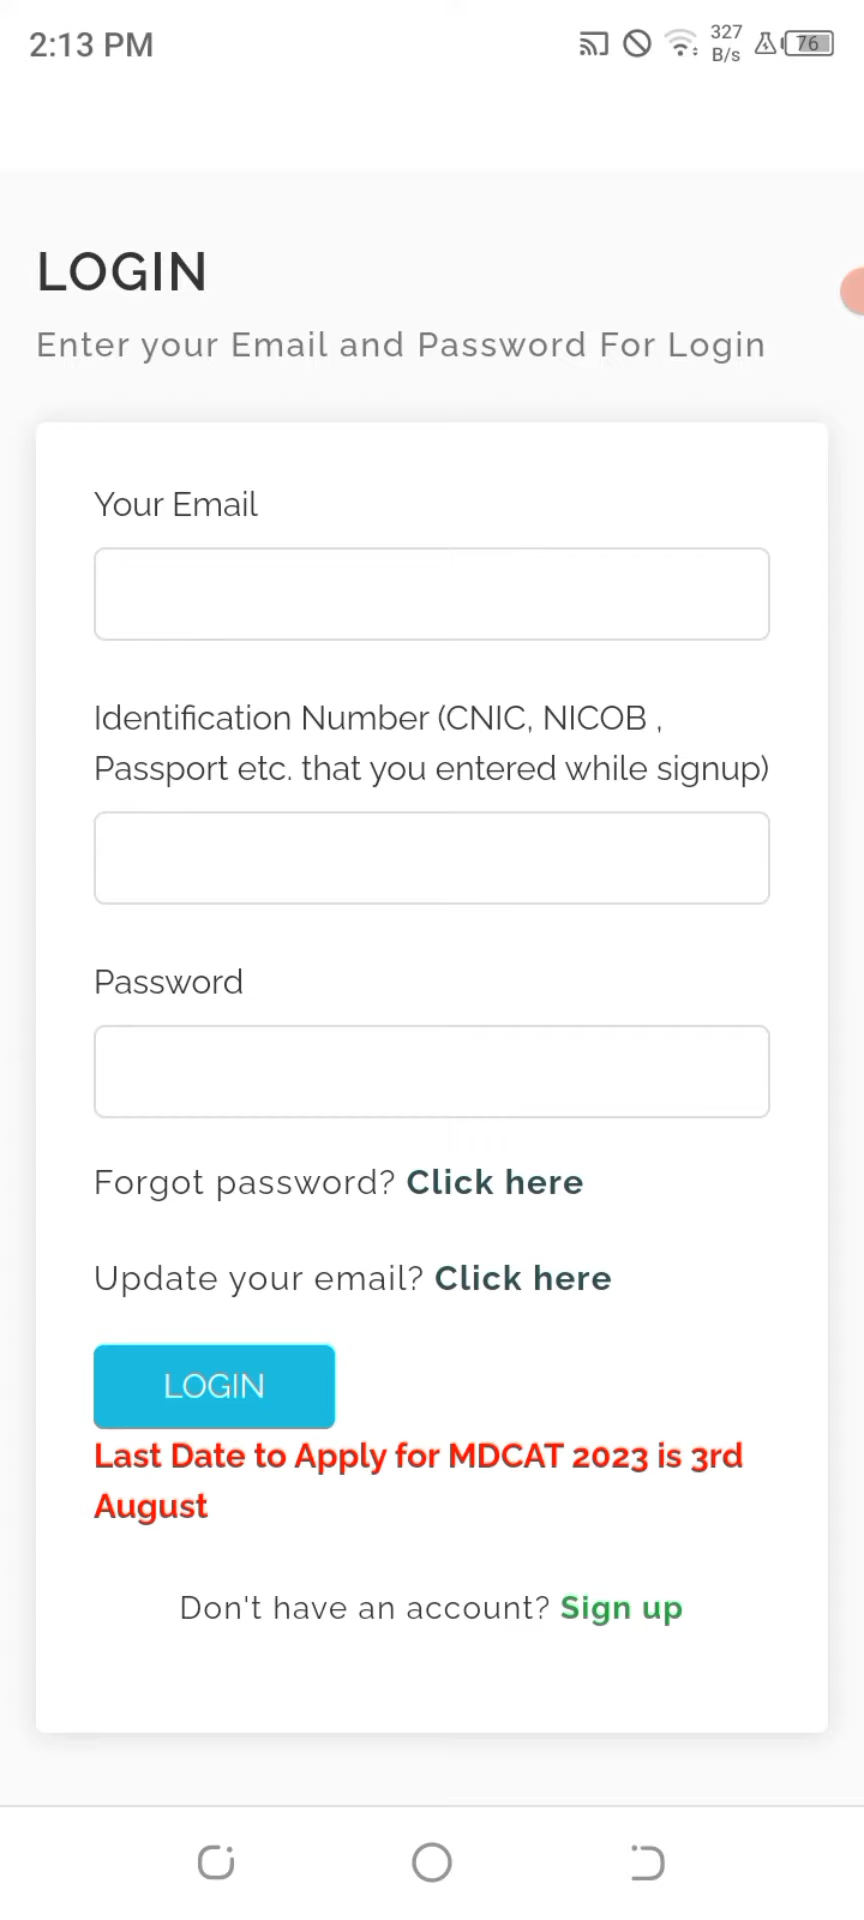 2:13 PM
327
B/s
76
LOGIN
Enter your Email and Password For Login
Your Email
Identification Number (CNIC, NICOB ,
Passport etc. that you entered while signup)
Password
Forgot password? Click here
Update your email? Click here
LOGIN
Last Date to Apply for MDCAT 2023 is 3rd
August
Don't have an account? Sign up